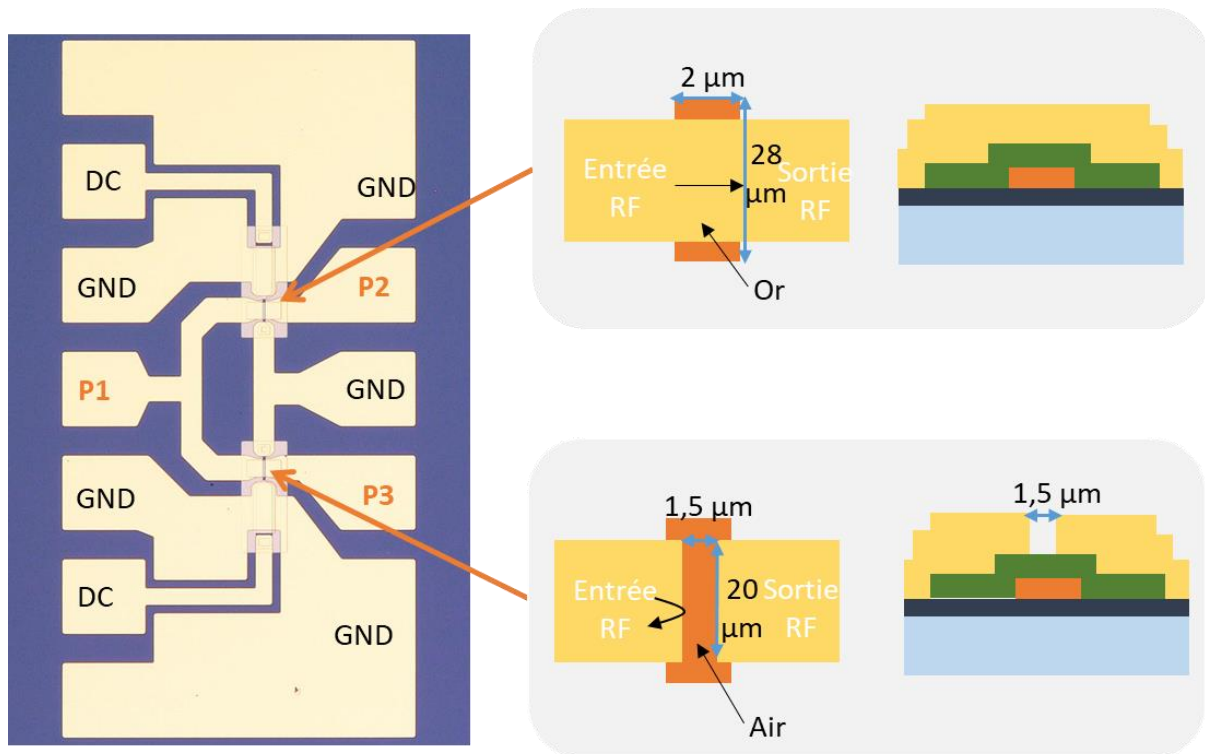 DC
GND
GND
P2
P1
GND
GND
P3
DC
GND
2 µm
Entrée
RF
28
µm
Sortie
RF
Or
1,5 µm
1,5 µm
Entrée
RF
20
µm
Sortie
RF
Air